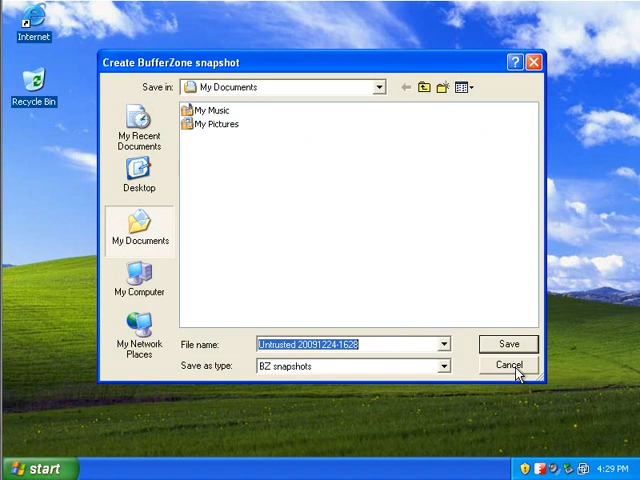 Internet
Recycle Bin
Create BufferZone snapshot
Save in:
My Documents
My Music
My Pictures
My Recent
Documents
Desktop
My Documents
My Computer
My Network
Places
File name:
Untrusted 20091224-1628
Save
Save as type:
BZ snapshots
Cancel
start
4:29 PM